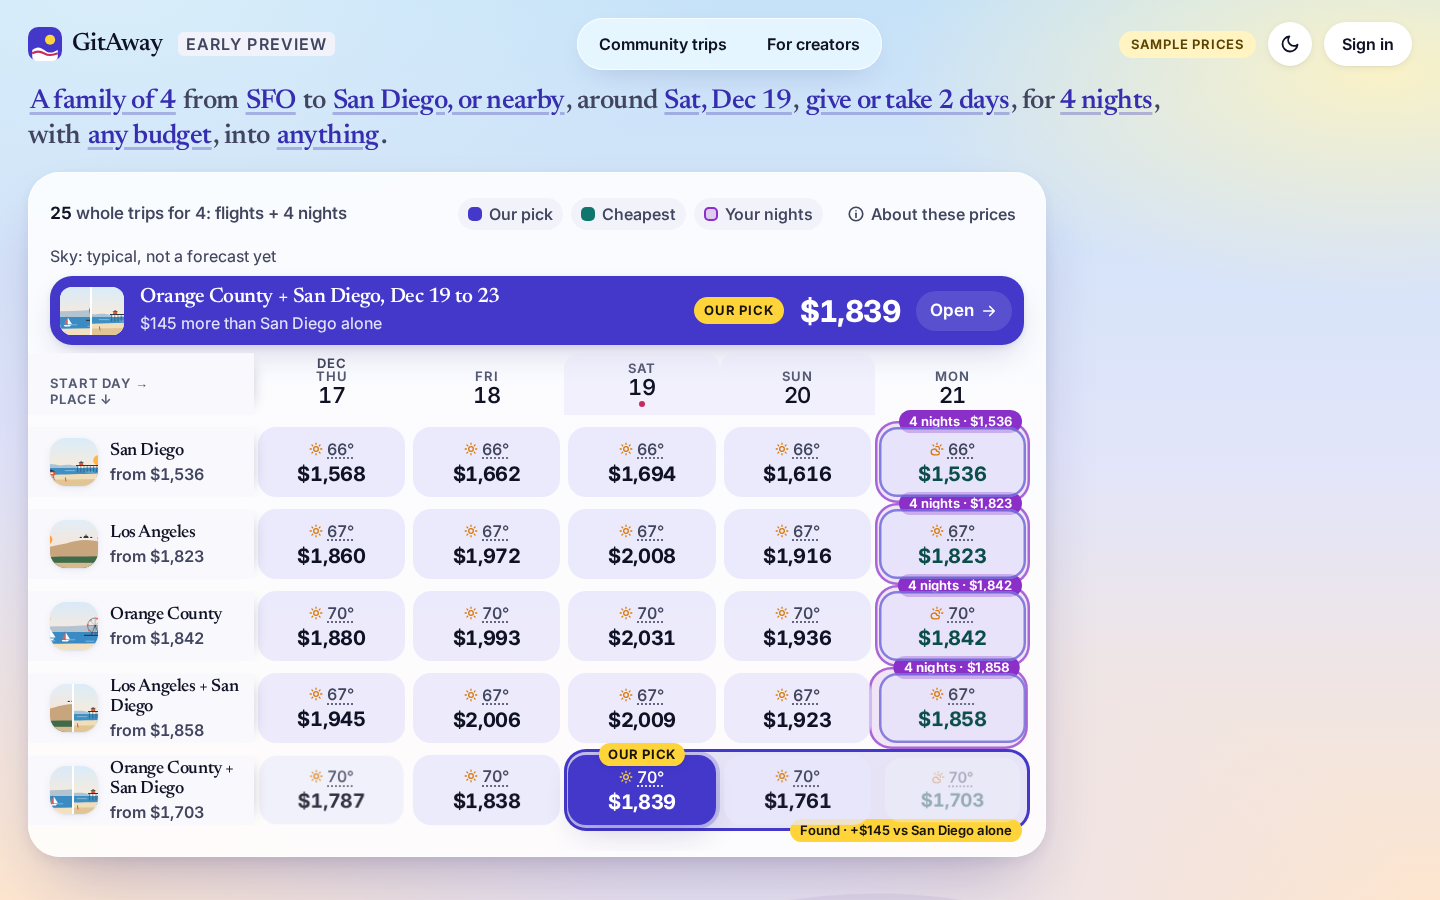 GitAway EARLY PREVIEW Community trips For creators SAMPLE PRICES Sign in
A family of 4 from SFO to San Diego, or nearby, around Sat, Dec 19, give or take 2 days, for 4 nights,
with any budget, into anything.
25 whole trips for 4: flights + 4 nights Our pick Cheapest Your nights About these prices
Sky: typical, not a forecast yet
Orange County + San Diego, Dec 19 to 23
$145 more than San Diego alone
OUR PICK $1,839 Open →
START DAY →
PLACE ↓
DEC
THU
17
FRI
18
SAT
19
SUN
20
MON
21
4 nights · $1,536
San Diego
from $1,536
66° 66° 66° 66° 66°
$1,568 $1,662 $1,694 $1,616 $1,536
4 nights · $1,823
Los Angeles
from $1,823
67° 67° 67° 67° 67°
$1,860 $1,972 $2,008 $1,916 $1,823
4 nights · $1,842
Orange County
from $1,842
70° 70° 70° 70° 70°
$1,880 $1,993 $2,031 $1,936 $1,842
4 nights · $1,858
Los Angeles + San
Diego
from $1,858
67° 67° 67° 67° 67°
$1,945 $2,006 $2,009 $1,923 $1,858
OUR PICK
Orange County +
San Diego
from $1,703
70° 70° 70° 70° 70°
$1,787 $1,838 $1,839 $1,761 $1,703
Found · +$145 vs San Diego alone